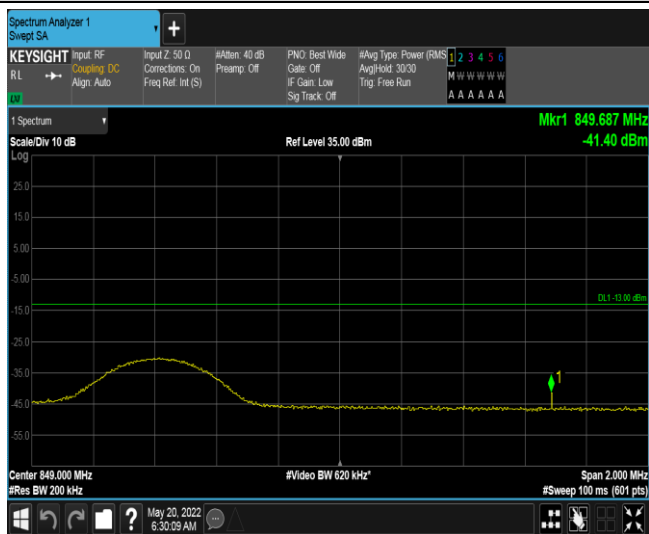 Spectrum Analyzer 1
Swept SA
+
KEYSIGHT
RL
Input: RF
Coupling: DC
Align: Auto
Input Z: 50 Ω
Corrections: On
Freq Ref: Int (S)
#Atten: 40 dB
Preamp: Off
PNO: Best Wide
Gate: Off
IF Gain: Low
Sig Track: Off
#Avg Type: Power (RMS
Avg|Hold: 30/30
Trig: Free Run
1 2 3 4 5 6
M W W W W W
A A A A A A
1 Spectrum
Mkr1 849.687 MHz
Scale/Div 10 dB
Ref Level 35.00 dBm
-41.40 dBm
Log
25.0
15.0
5.00
-5.00
DL1 -13.00 dBm
-15.0
-25.0
-35.0
1
-45.0
-55.0
Center 849.000 MHz
#Video BW 620 kHz*
Span 2.000 MHz
#Res BW 200 kHz
#Sweep 100 ms (601 pts)
?
May 20, 2022
6:30:09 AM